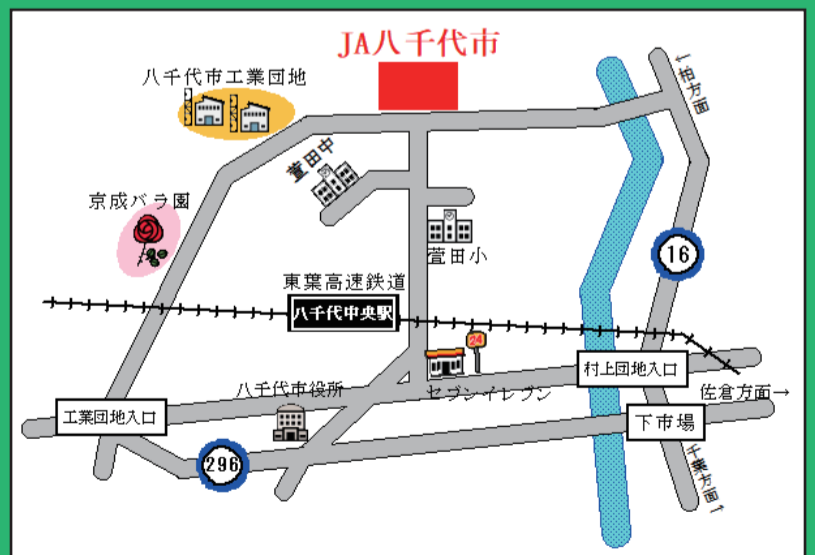 JA八千代市
八千代市工業団地
←柏方面
萱田中
京成バラ園
萱田小
16
東葉高速鉄道
八千代中央駅
24
村上団地入口
八千代市役所
セブンイレブン
佐倉方面→
工業団地入口
下市場
296
千葉方面→